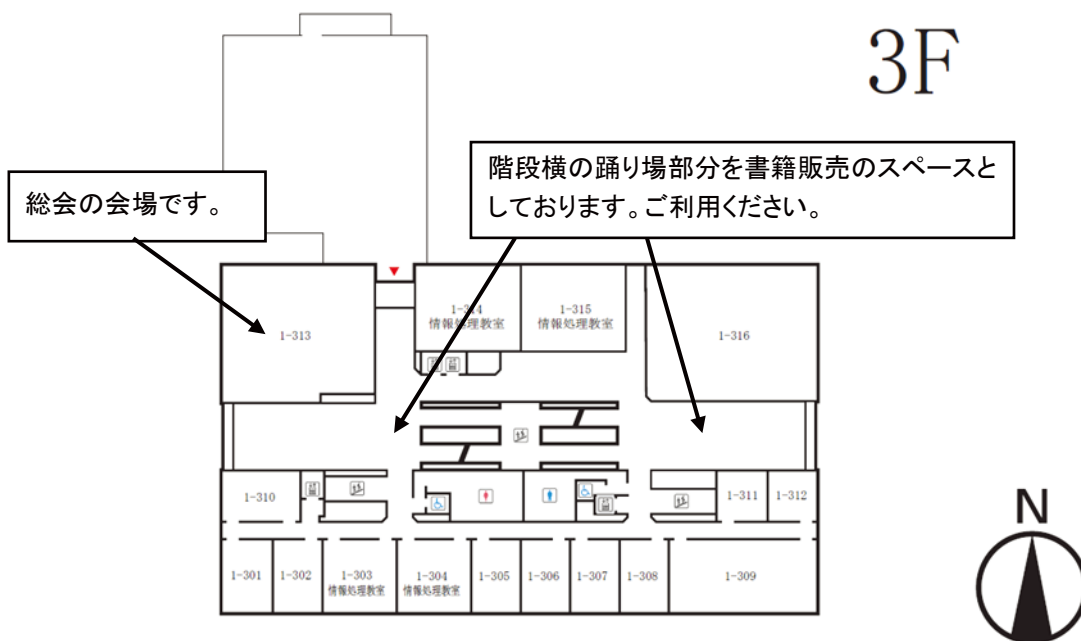 3F
階段横の踊り場部分を書籍販売のスペースと
しております。ご利用ください。
総会の会場です。
1-313
1-314
情報処理教室
1-315
情報処理教室
1-316
1-310
1-311
1-312
1-301
1-302
1-303
情報処理教室
1-304
情報処理教室
1-305
1-306
1-307
1-308
1-309
N